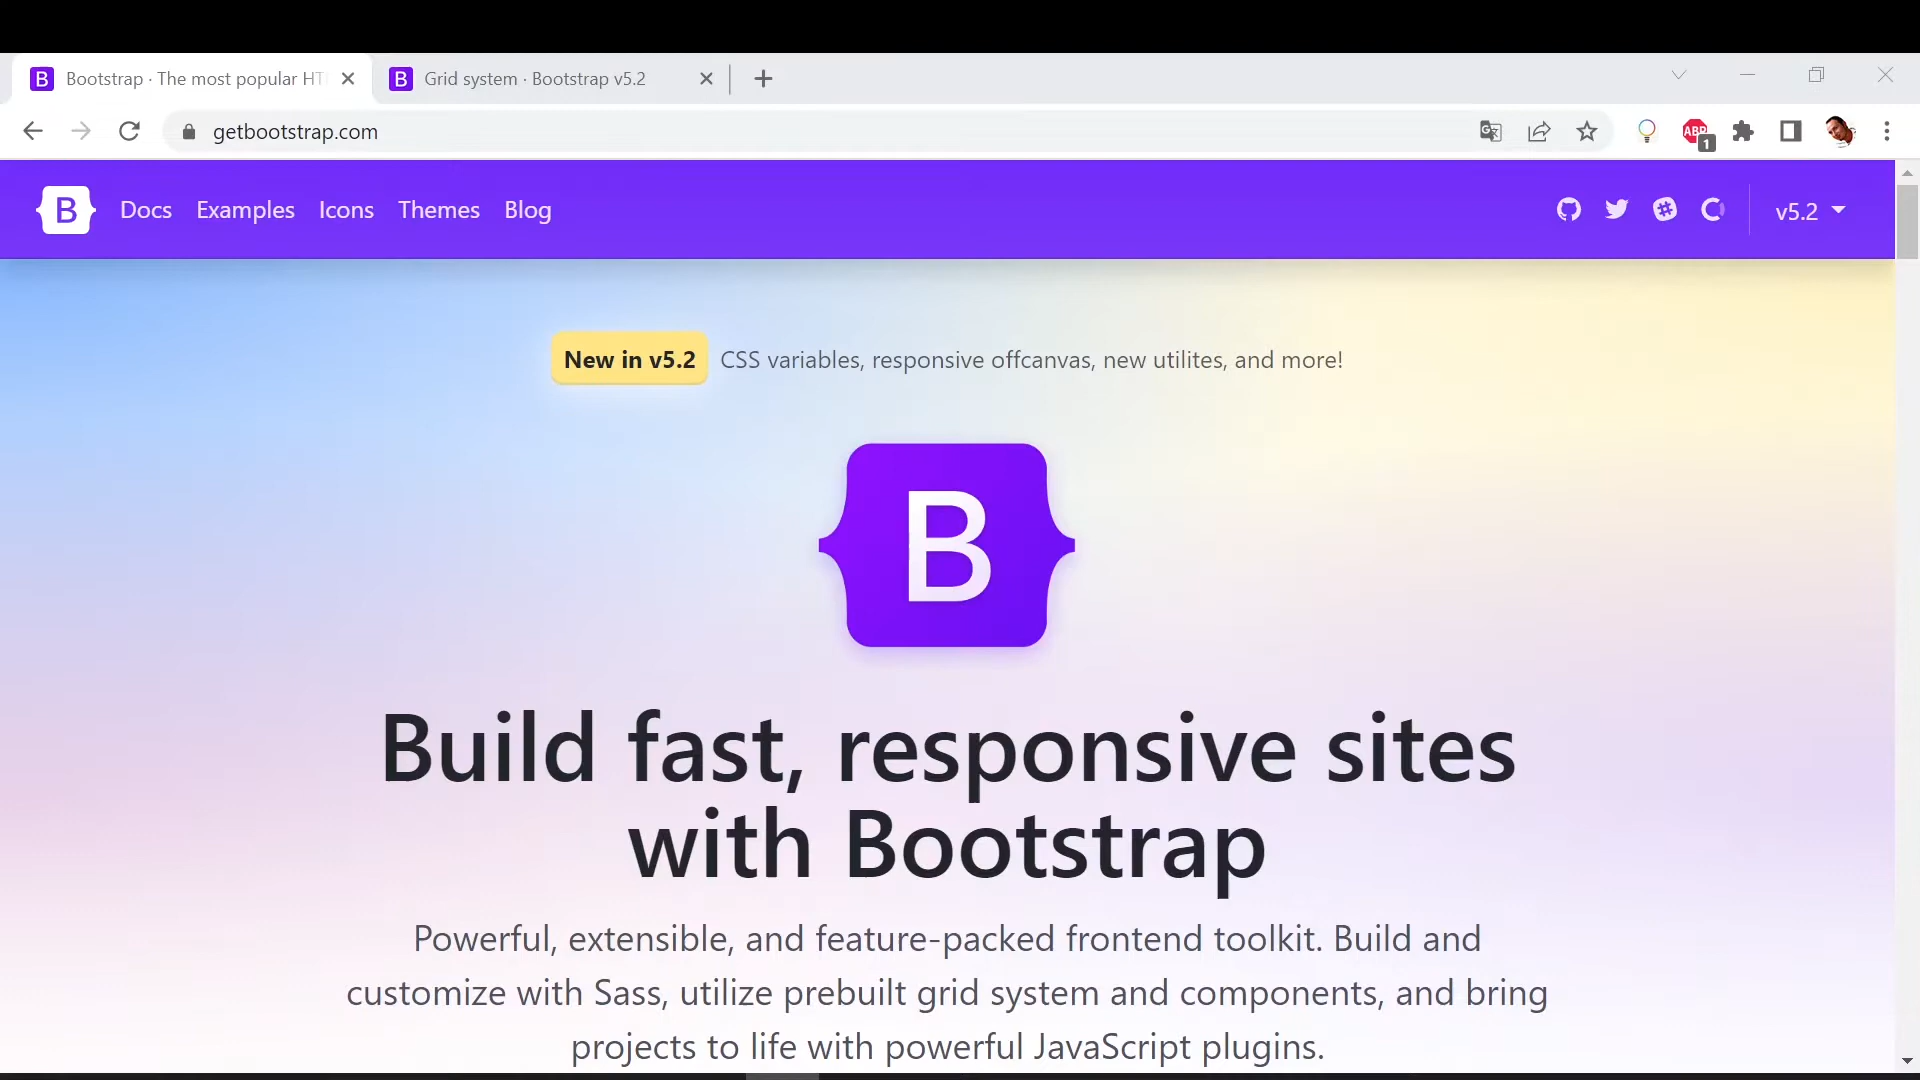 B Bootstrap · The most popular HT
B Grid system · Bootstrap v5.2
getbootstrap.com
ABP 1
B Docs Examples Icons Themes Blog v5.2
New in v5.2 CSS variables, responsive offcanvas, new utilites, and more!
B
Build fast, responsive sites
with Bootstrap
Powerful, extensible, and feature-packed frontend toolkit. Build and
customize with Sass, utilize prebuilt grid system and components, and bring
projects to life with powerful JavaScript plugins.